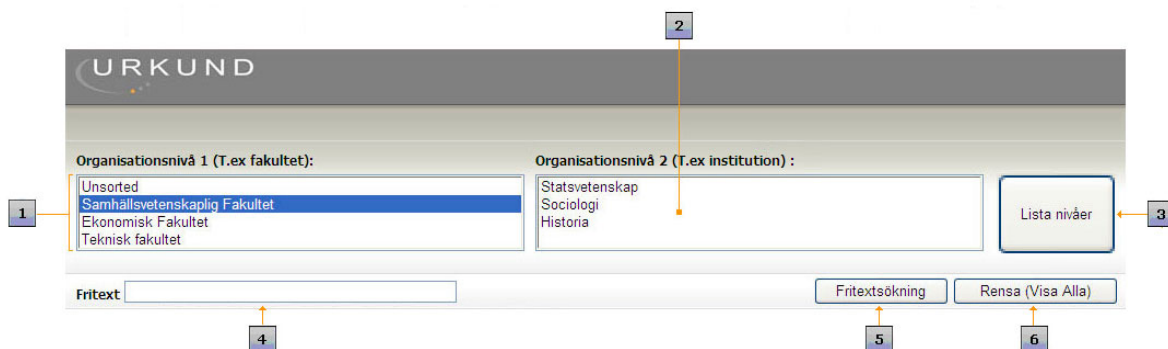 2
URKUND
Organisationsnivå 1 (T.ex fakultet):
Organisationsnivå 2 (T.ex institution) :
1
Unsorted
Samhällsvetenskaplig Fakultet
Ekonomisk Fakultet
Teknisk fakultet
Statsvetenskap
Sociologi
Historia
Lista nivåer
3
Fritext
Fritextsökning
Rensa (Visa Alla)
4
5
6